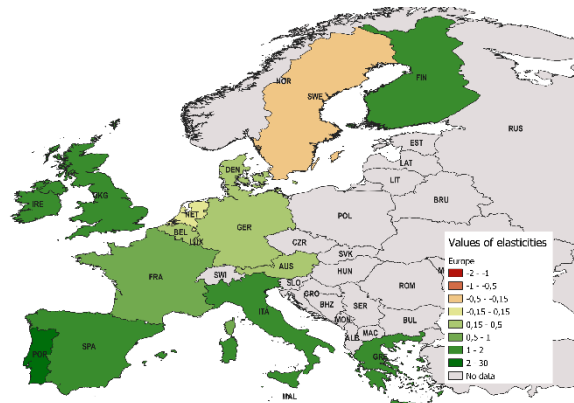 FIN
NOR
SWE
RUS
EST
LAT
DEN
LIT
IRE
UKG
BRU
NET
POL
BEL
GER
LUX
CZR
Values of elasticities
SVK
Europe
AUS
HUN
-2 - -1
FRA
SWI
SLO
-1 - -0,5
CRO
ROM
-0,5 - -0,15
BHZ
SER
-0,15 - 0,15
ITA
MON
BUL
0,15 - 0,5
MAC
ALB
0,5 - 1
POR
SPA
GRE
1 - 2
2 - 30
MAL
No data